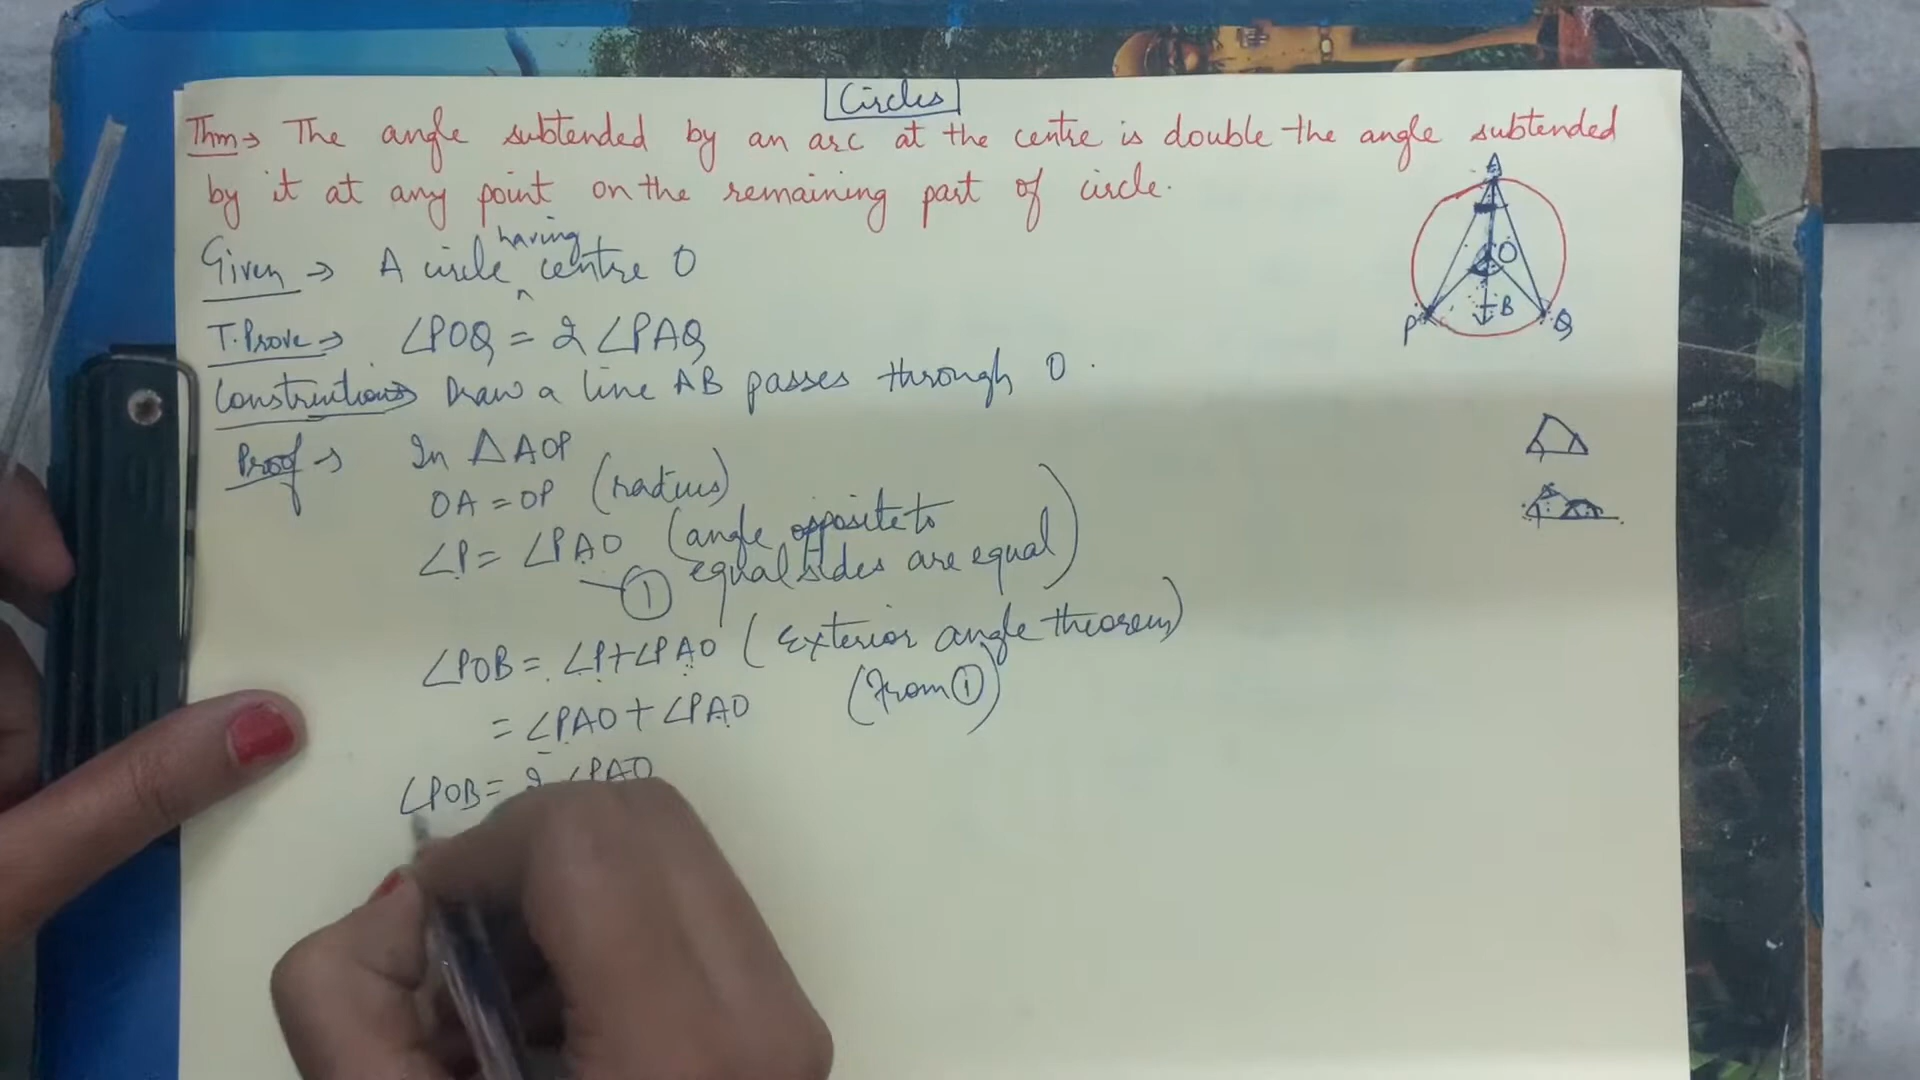 Circles
Thm→ The angle subtended by an arc at the centre is double the angle subtended
by it at any point on the remaining part of circle.
Given → A circle having centre O
T.Prove → ∠POQ = 2 ∠PAQ
Construction→ Draw a line AB passes through O.
Proof → In △AOP
OA = OP (radius)
∠P = ∠PAO (angle opposite to
equal sides are equal)
—①
∠POB = ∠P+∠PAO (Exterior angle theorem)
= ∠PAO + ∠PAO (From ①)
∠POB = 2 ∠PAO
A
O
B
P
Q